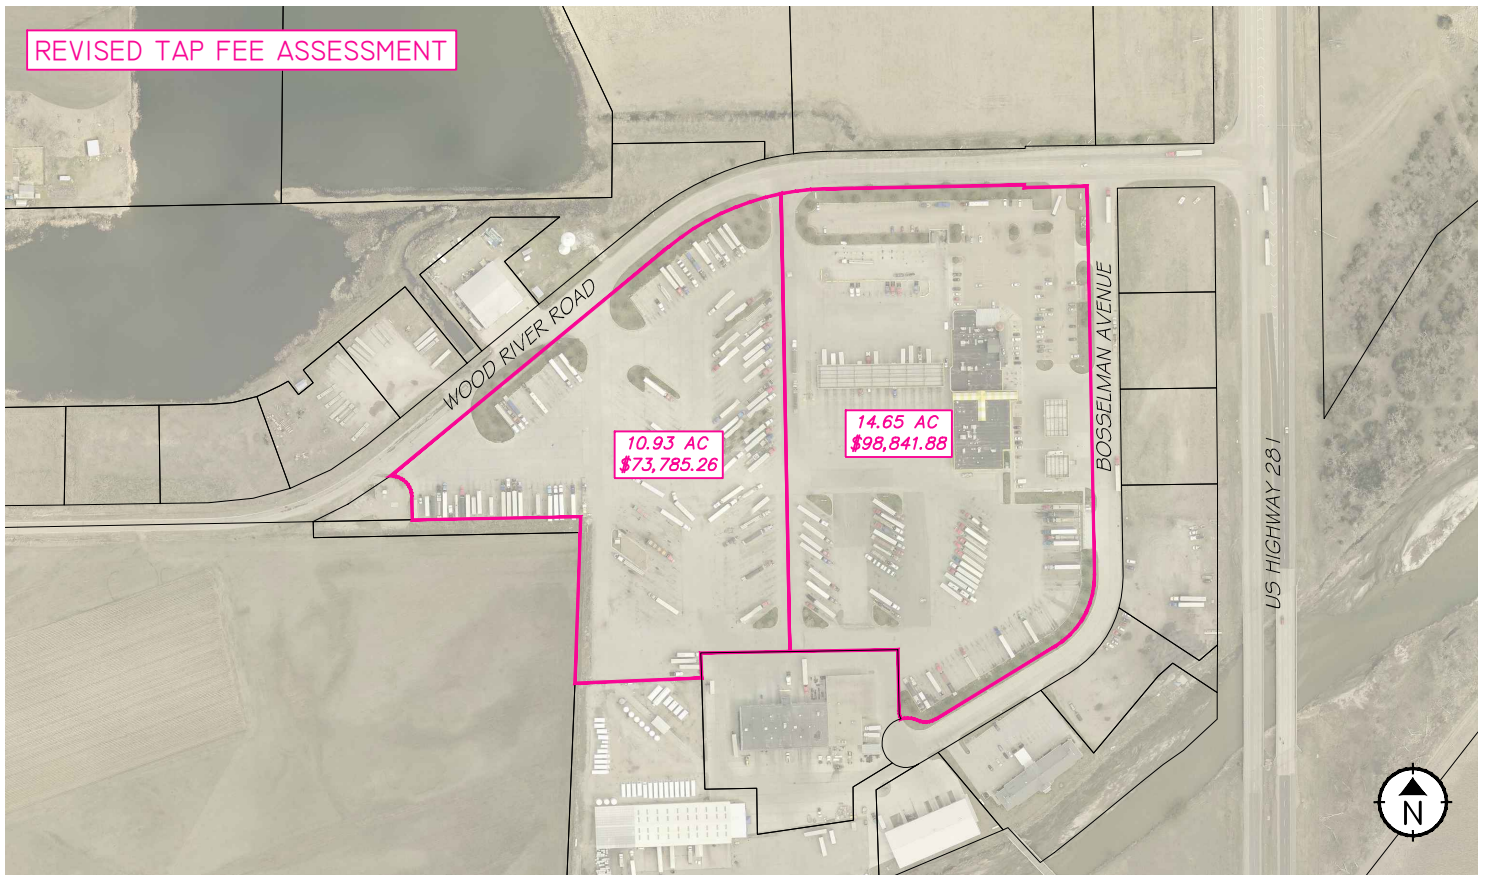 REVISED TAP FEE ASSESSMENT
WOOD RIVER ROAD
BOSSELMAN AVENUE
14.65 AC
$98,841.88
10.93 AC
$73,785.26
US HIGHWAY 281
N